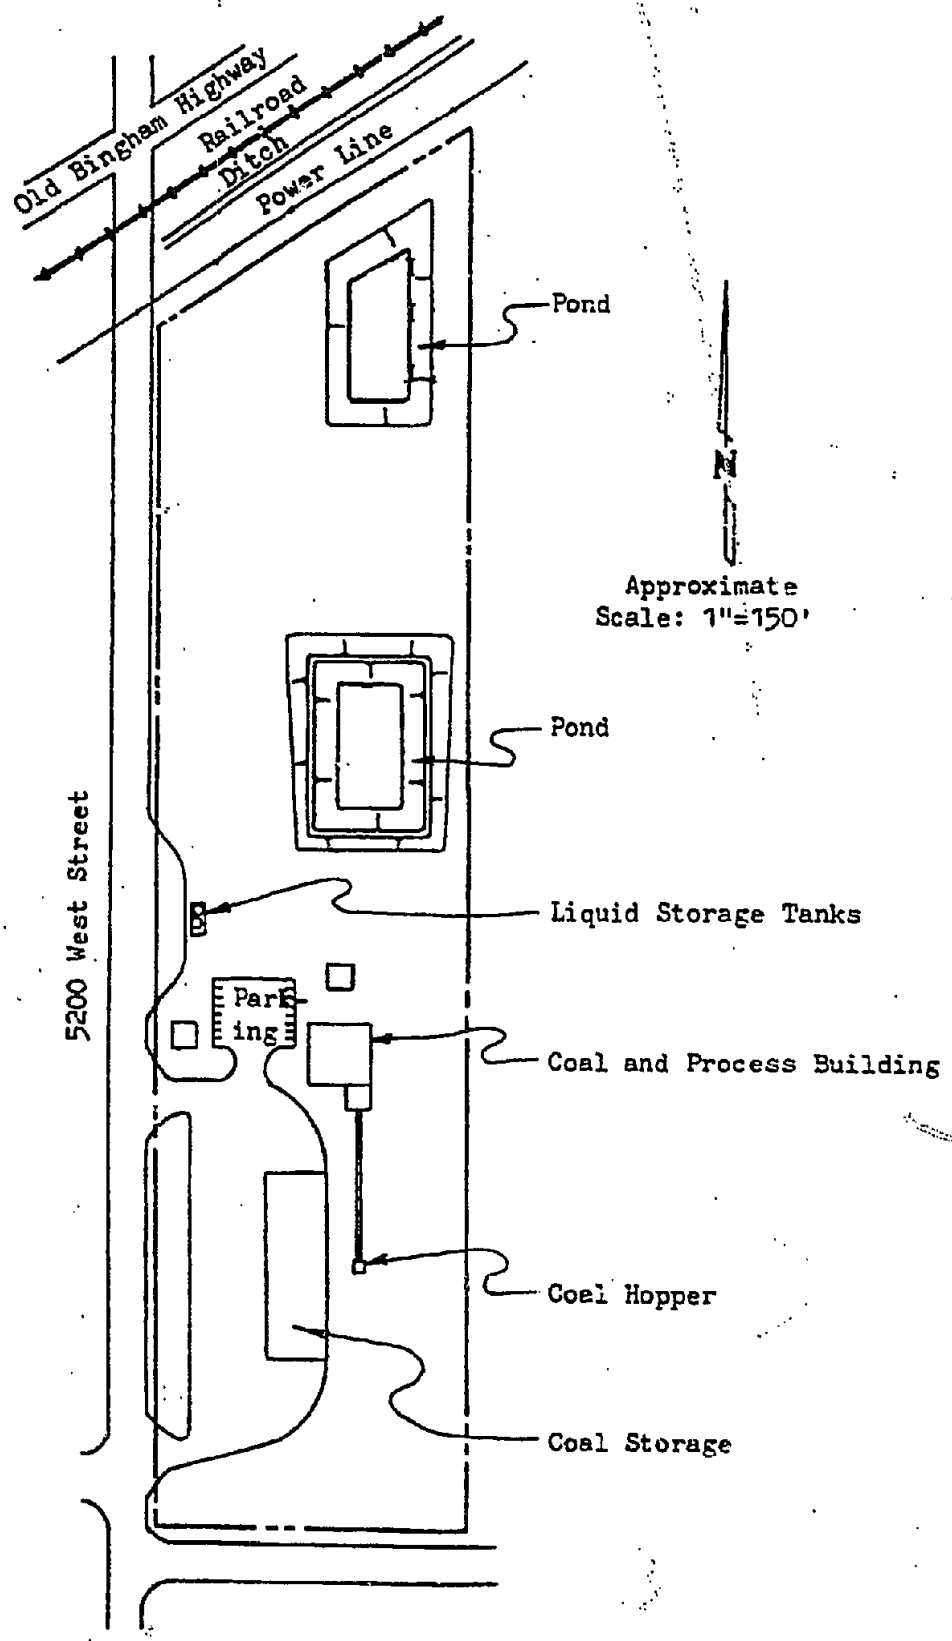 Old Bingham Highway
Railroad
Ditch
Power Line
Pond
N
Approximate
Scale: 1"=150'
Pond
5200 West Street
Liquid Storage Tanks
Park-
ing
Coal and Process Building
Coal Hopper
Coal Storage